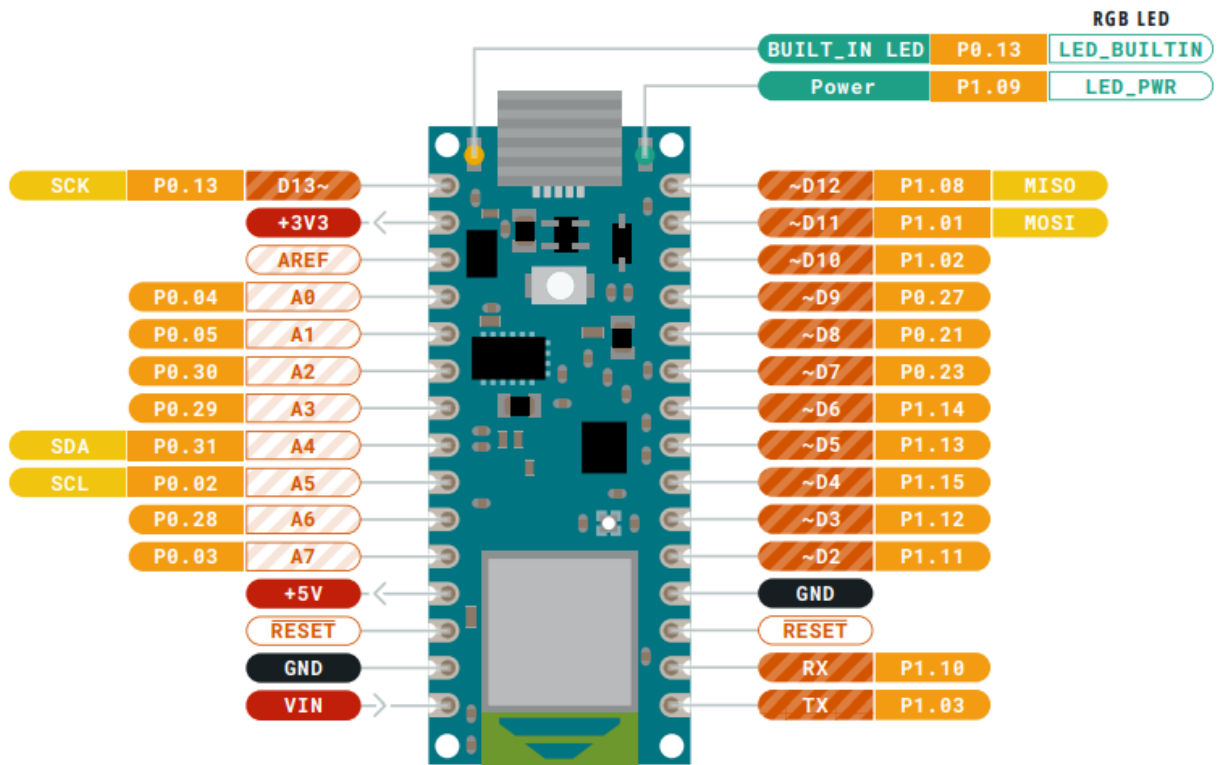 RGB LED
BUILT_IN LED P0.13 LED_BUILTIN
Power P1.09 LED_PWR
SCK P0.13 D13~
+3V3
AREF
P0.04 A0
P0.05 A1
P0.30 A2
P0.29 A3
SDA P0.31 A4
SCL P0.02 A5
P0.28 A6
P0.03 A7
+5V
RESET
GND
VIN
~D12 P1.08 MISO
~D11 P1.01 MOSI
~D10 P1.02
~D9 P0.27
~D8 P0.21
~D7 P0.23
~D6 P1.14
~D5 P1.13
~D4 P1.15
~D3 P1.12
~D2 P1.11
GND
RESET
RX P1.10
TX P1.03